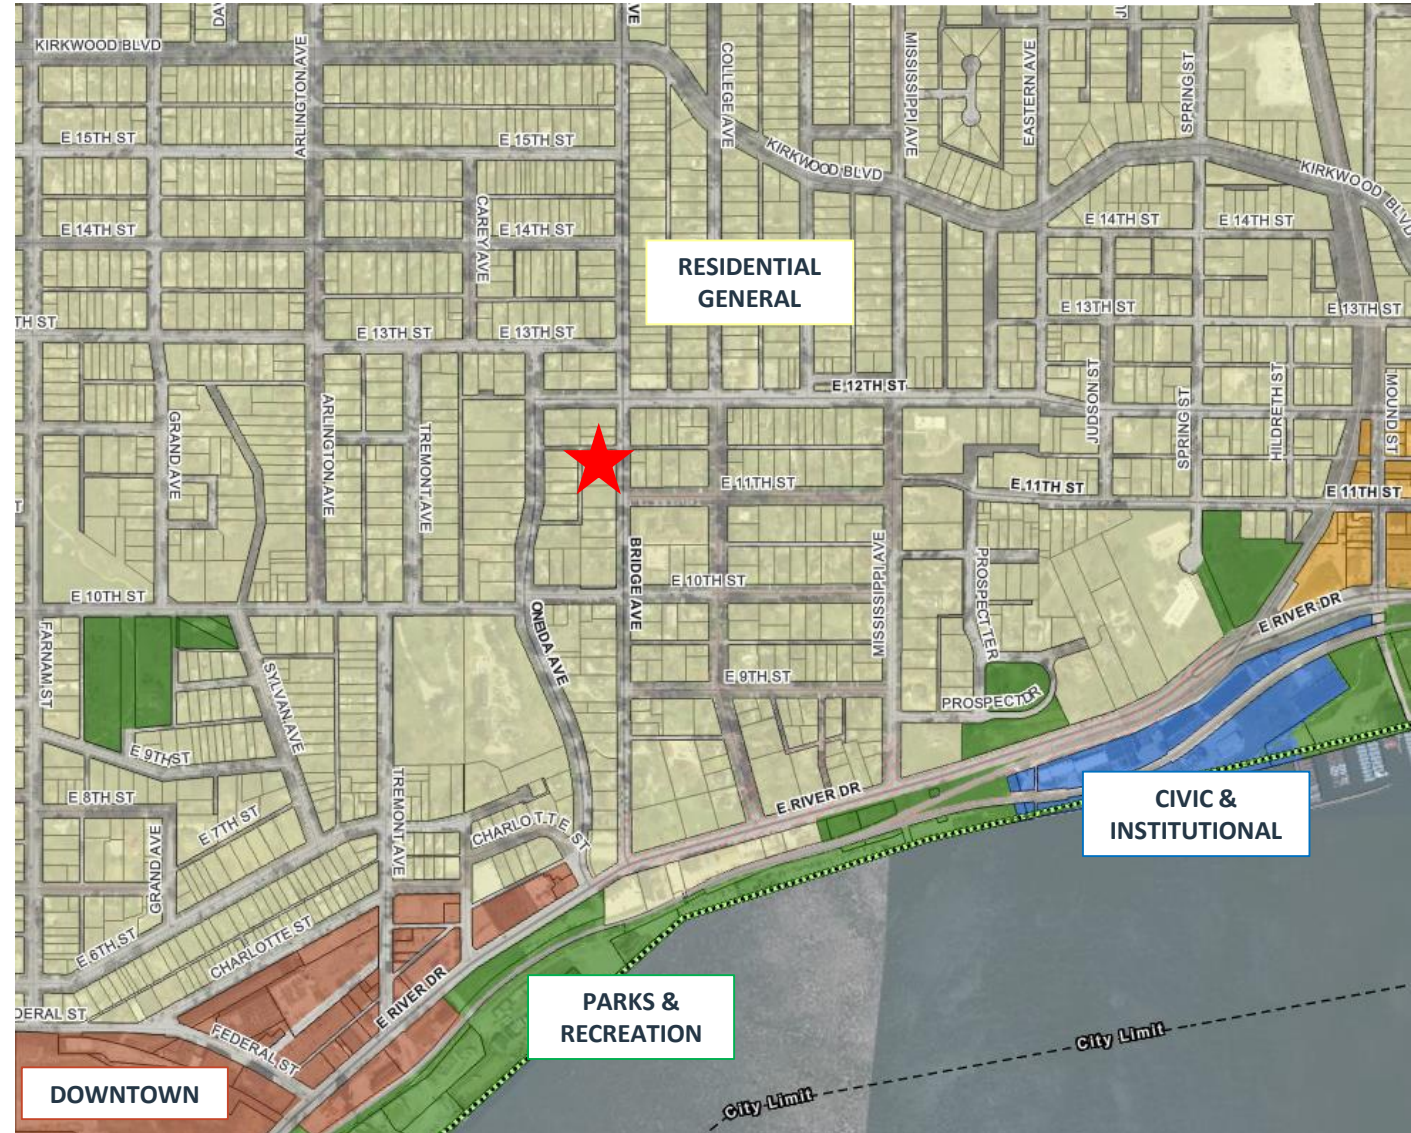 DA
VE
JU
KIRKWOOD BLVD
ARLINGTON AVE
COLLEGE AVE
MISSISSIPPI AVE
EASTERN AVE
SPRING ST
E 15TH ST
E 15TH ST
KIRKWOOD BLVD
KIRKWOOD BLVD
CAREY AVE
E 14TH ST
E 14TH ST
E 14TH ST
E 14TH ST
RESIDENTIAL
GENERAL
TH ST
E 13TH ST
E 13TH ST
E 13TH ST
E 13TH ST
E 12TH ST
GRAND AVE
ARLINGTON AVE
TREMONT AVE
JUDSON ST
SPRING ST
HILDRETH ST
MOUND ST
E 11TH ST
E 11TH ST
E 11TH ST
T
BRIDGE AVE
MISSISSIPPI AVE
PROSPECT TER
E 10TH ST
E 10TH ST
ONEIDA AVE
FARNAM ST
SYLVAN AVE
E RIVER DR
E 9TH ST
PROSPECT DR
E 9TH ST
E 8TH ST
TREMONT AVE
E RIVER DR
E 7TH ST
CHARLOTTE ST
CIVIC &
INSTITUTIONAL
GRAND AVE
E 6TH ST
CHARLOTTE ST
E RIVER DR
PARKS &
RECREATION
DERAL ST
FEDERAL ST
City Limit
DOWNTOWN
City Limit